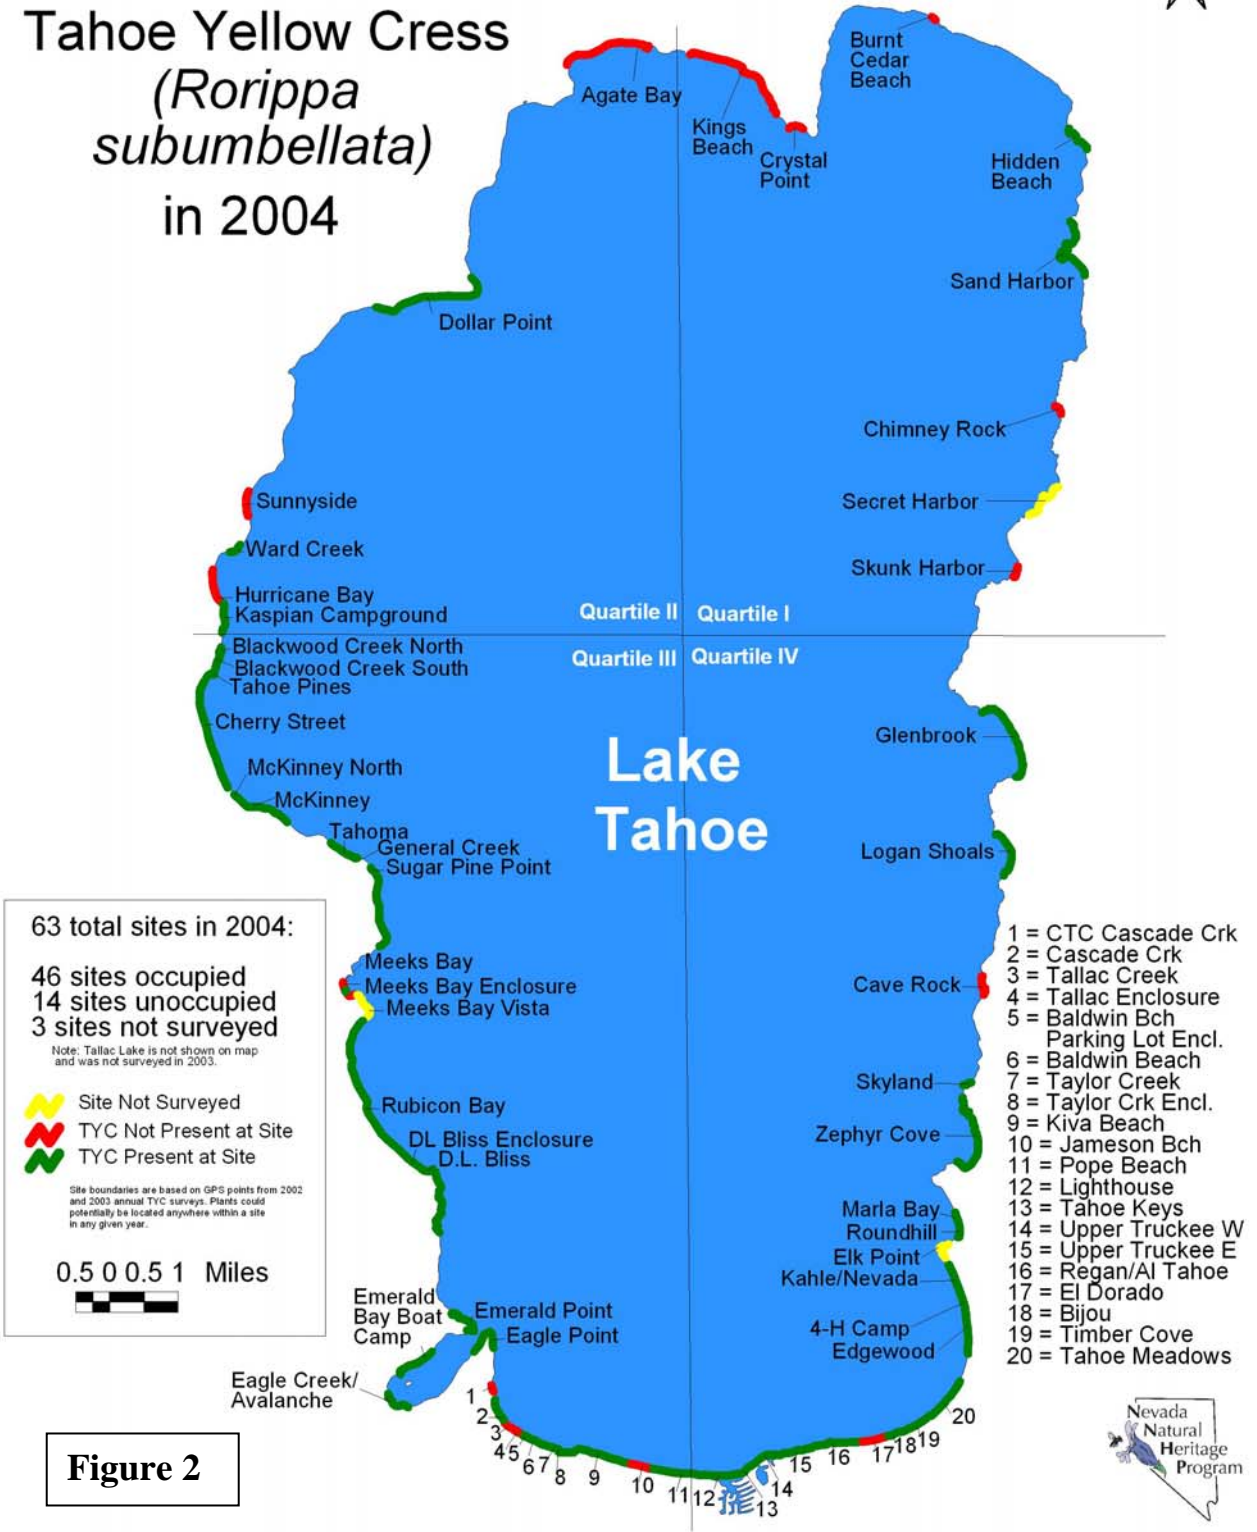 Tahoe Yellow Cress
(Rorippa
subumbellata)
in 2004
Burnt
Cedar
Beach
Agate Bay
Kings
Beach
Crystal
Point
Hidden
Beach
Sand Harbor
Dollar Point
Chimney Rock
Sunnyside
Secret Harbor
Ward Creek
Skunk Harbor
Hurricane Bay
Kaspian Campground
Quartile II
Quartile I
Blackwood Creek North
Quartile III
Quartile IV
Blackwood Creek South
Tahoe Pines
Cherry Street
Glenbrook
Lake
Tahoe
McKinney North
McKinney
Tahoma
General Creek
Logan Shoals
Sugar Pine Point
63 total sites in 2004:
46 sites occupied
14 sites unoccupied
3 sites not surveyed
Note: Tallac Lake is not shown on map
and was not surveyed in 2003.
Site Not Surveyed
TYC Not Present at Site
TYC Present at Site
Site boundaries are based on GPS points from 2002
and 2003 annual TYC surveys. Plants could
potentially be located anywhere within a site
in any given year.
0.5 0 0.5 1 Miles
Meeks Bay
Meeks Bay Enclosure
Meeks Bay Vista
Cave Rock
Skyland
Rubicon Bay
Zephyr Cove
DL Bliss Enclosure
D.L. Bliss
Marla Bay
Roundhill
Elk Point
Kahle/Nevada
Emerald
Bay Boat
Camp
Emerald Point
Eagle Point
4-H Camp
Edgewood
Eagle Creek/
Avalanche
1 = CTC Cascade Crk
2 = Cascade Crk
3 = Tallac Creek
4 = Tallac Enclosure
5 = Baldwin Bch
Parking Lot Encl.
6 = Baldwin Beach
7 = Taylor Creek
8 = Taylor Crk Encl.
9 = Kiva Beach
10 = Jameson Bch
11 = Pope Beach
12 = Lighthouse
13 = Tahoe Keys
14 = Upper Truckee W
15 = Upper Truckee E
16 = Regan/Al Tahoe
17 = El Dorado
18 = Bijou
19 = Timber Cove
20 = Tahoe Meadows
1
2
3
4
5
6
7
8
9
10
11
12
13
14
15
16
17
18
19
20
Figure 2
Nevada
Natural
Heritage
Program